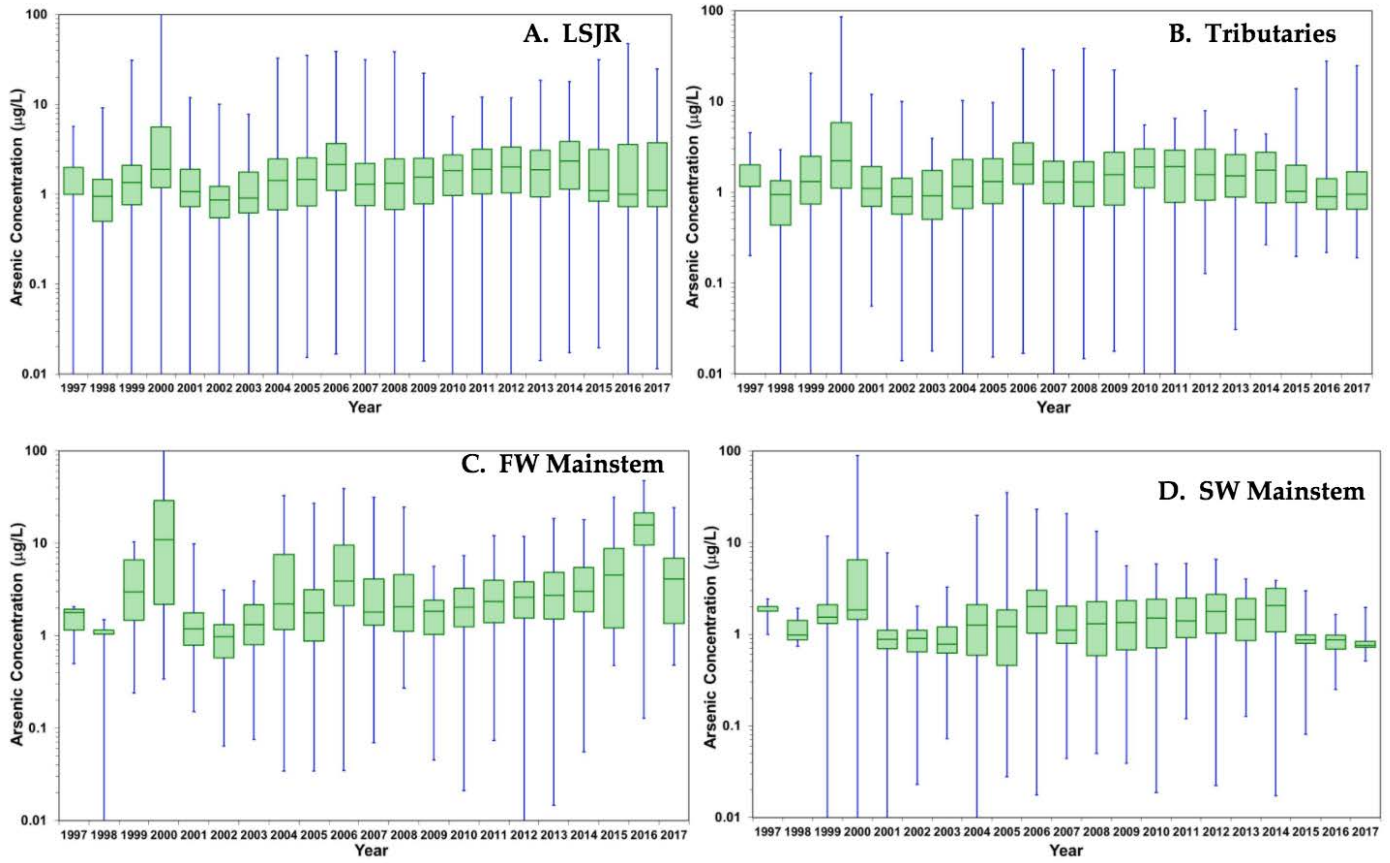 A. LSJR
Arsenic Concentration (μg/L)
100
10
1
0.1
0.01
1997 1998 1999 2000 2001 2002 2003 2004 2005 2006 2007 2008 2009 2010 2011 2012 2013 2014 2015 2016 2017
Year
B. Tributaries
Arsenic Concentration (μg/L)
100
10
1
0.1
0.01
1997 1998 1999 2000 2001 2002 2003 2004 2005 2006 2007 2008 2009 2010 2011 2012 2013 2014 2015 2016 2017
Year
C. FW Mainstem
Arsenic Concentration (μg/L)
100
10
1
0.1
0.01
1997 1998 1999 2000 2001 2002 2003 2004 2005 2006 2007 2008 2009 2010 2011 2012 2013 2014 2015 2016 2017
Year
D. SW Mainstem
Arsenic Concentration (μg/L)
100
10
1
0.1
0.01
1997 1998 1999 2000 2001 2002 2003 2004 2005 2006 2007 2008 2009 2010 2011 2012 2013 2014 2015 2016 2017
Year